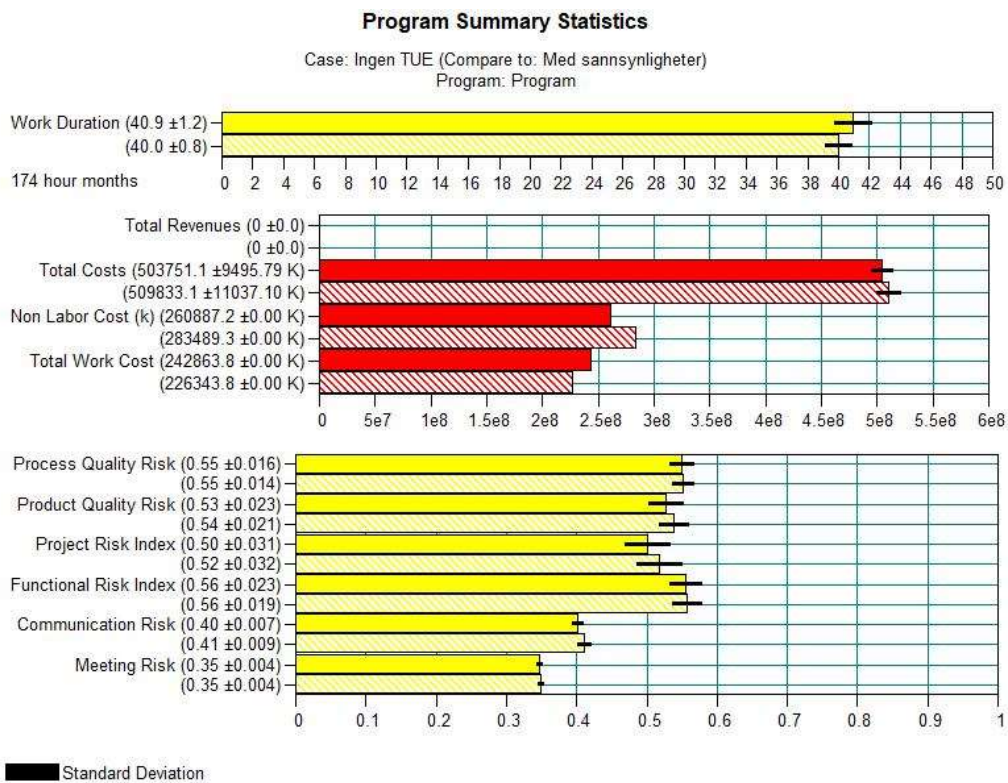 Program Summary Statistics
Case: Ingen TUE (Compare to: Med sannsynligheter)
Program: Program
Work Duration (40.9 ±1.2)
(40.0 ±0.8)
174 hour months
0 2 4 6 8 10 12 14 16 18 20 22 24 26 28 30 32 34 36 38 40 42 44 46 48 50
Total Revenues (0 ±0.0)
(0 ±0.0)
Total Costs (503751.1 ±9495.79 K)
(509833.1 ±11037.10 K)
Non Labor Cost (k) (260887.2 ±0.00 K)
(283489.3 ±0.00 K)
Total Work Cost (242863.8 ±0.00 K)
(226343.8 ±0.00 K)
0 5e7 1e8 1.5e8 2e8 2.5e8 3e8 3.5e8 4e8 4.5e8 5e8 5.5e8 6e8
Process Quality Risk (0.55 ±0.016)
(0.55 ±0.014)
Product Quality Risk (0.53 ±0.023)
(0.54 ±0.021)
Project Risk Index (0.50 ±0.031)
(0.52 ±0.032)
Functional Risk Index (0.56 ±0.023)
(0.56 ±0.019)
Communication Risk (0.40 ±0.007)
(0.41 ±0.009)
Meeting Risk (0.35 ±0.004)
(0.35 ±0.004)
0 0.1 0.2 0.3 0.4 0.5 0.6 0.7 0.8 0.9 1
Standard Deviation